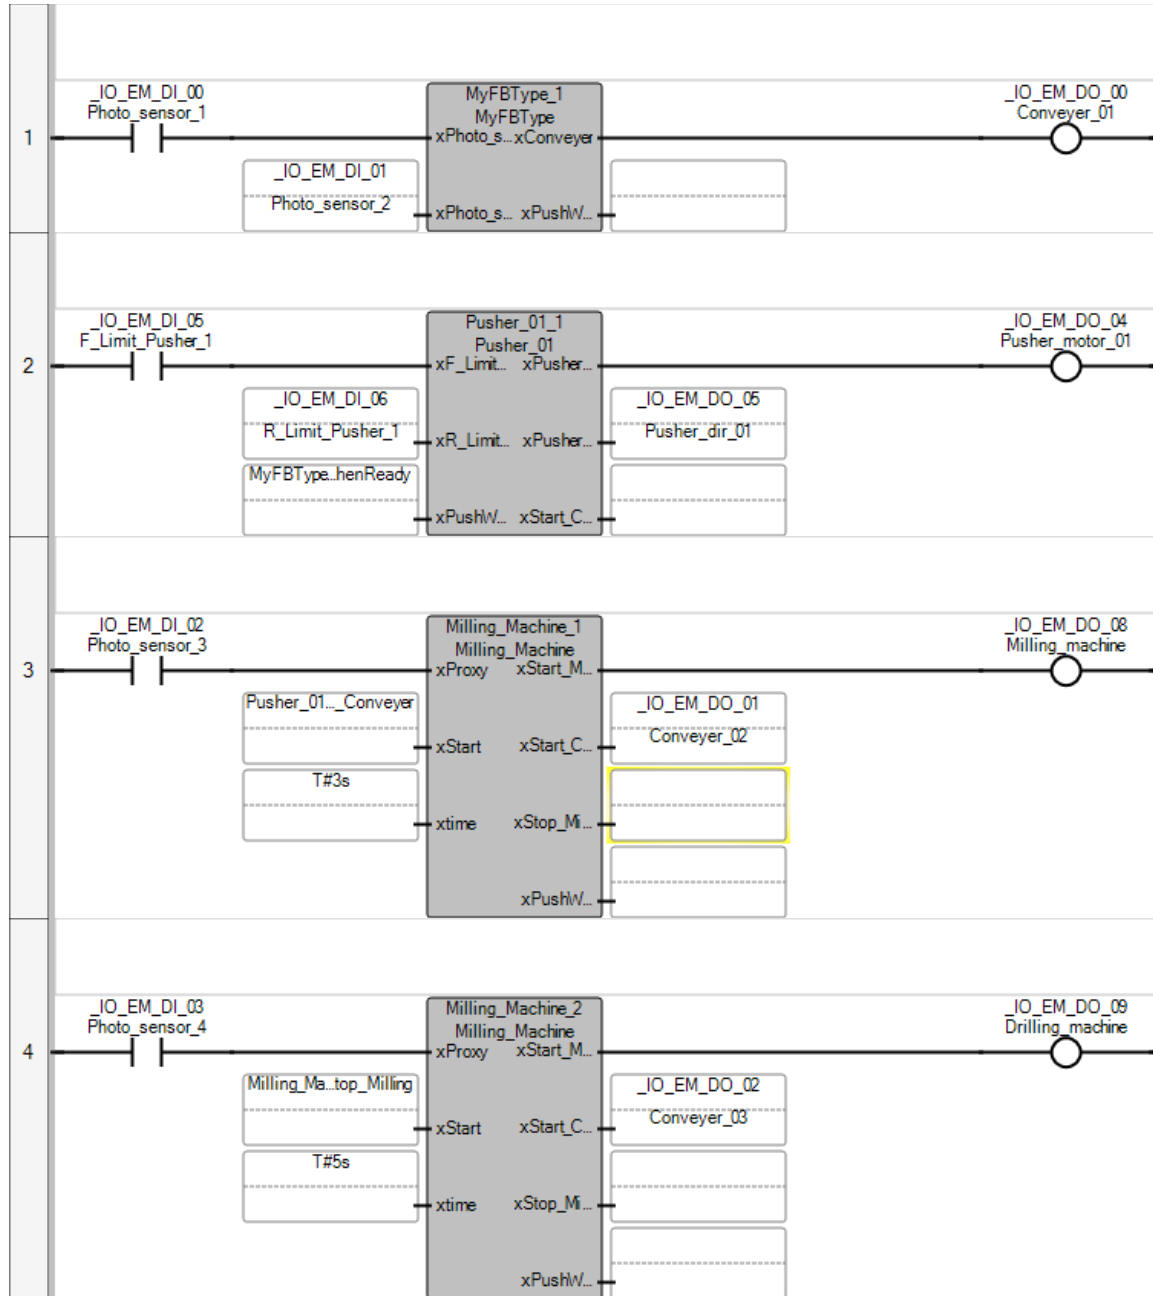 _IO_EM_DI_00
Photo_sensor_1
MyFBType_1
MyFBType
_IO_EM_DO_00
Conveyer_01
1
xPhoto_s... xConveyer
_IO_EM_DI_01
Photo_sensor_2
xPhoto_s... xPushW...
_IO_EM_DI_05
F_Limit_Pusher_1
Pusher_01_1
Pusher_01
_IO_EM_DO_04
Pusher_motor_01
2
xF_Limit... xPusher...
_IO_EM_DI_06
R_Limit_Pusher_1
xR_Limit... xPusher...
_IO_EM_DO_05
Pusher_dir_01
MyFBType...henReady
xPushW... xStart_C...
_IO_EM_DI_02
Photo_sensor_3
Milling_Machine_1
Milling_Machine
_IO_EM_DO_08
Milling_machine
3
xProxy xStart_M...
Pusher_01..._Conveyer
xStart xStart_C...
_IO_EM_DO_01
Conveyer_02
T#3s
xtime xStop_Mi...
xPushW...
_IO_EM_DI_03
Photo_sensor_4
Milling_Machine_2
Milling_Machine
_IO_EM_DO_09
Drilling_machine
4
xProxy xStart_M...
Milling_Ma...top_Milling
xStart xStart_C...
_IO_EM_DO_02
Conveyer_03
T#5s
xtime xStop_Mi...
xPushW...